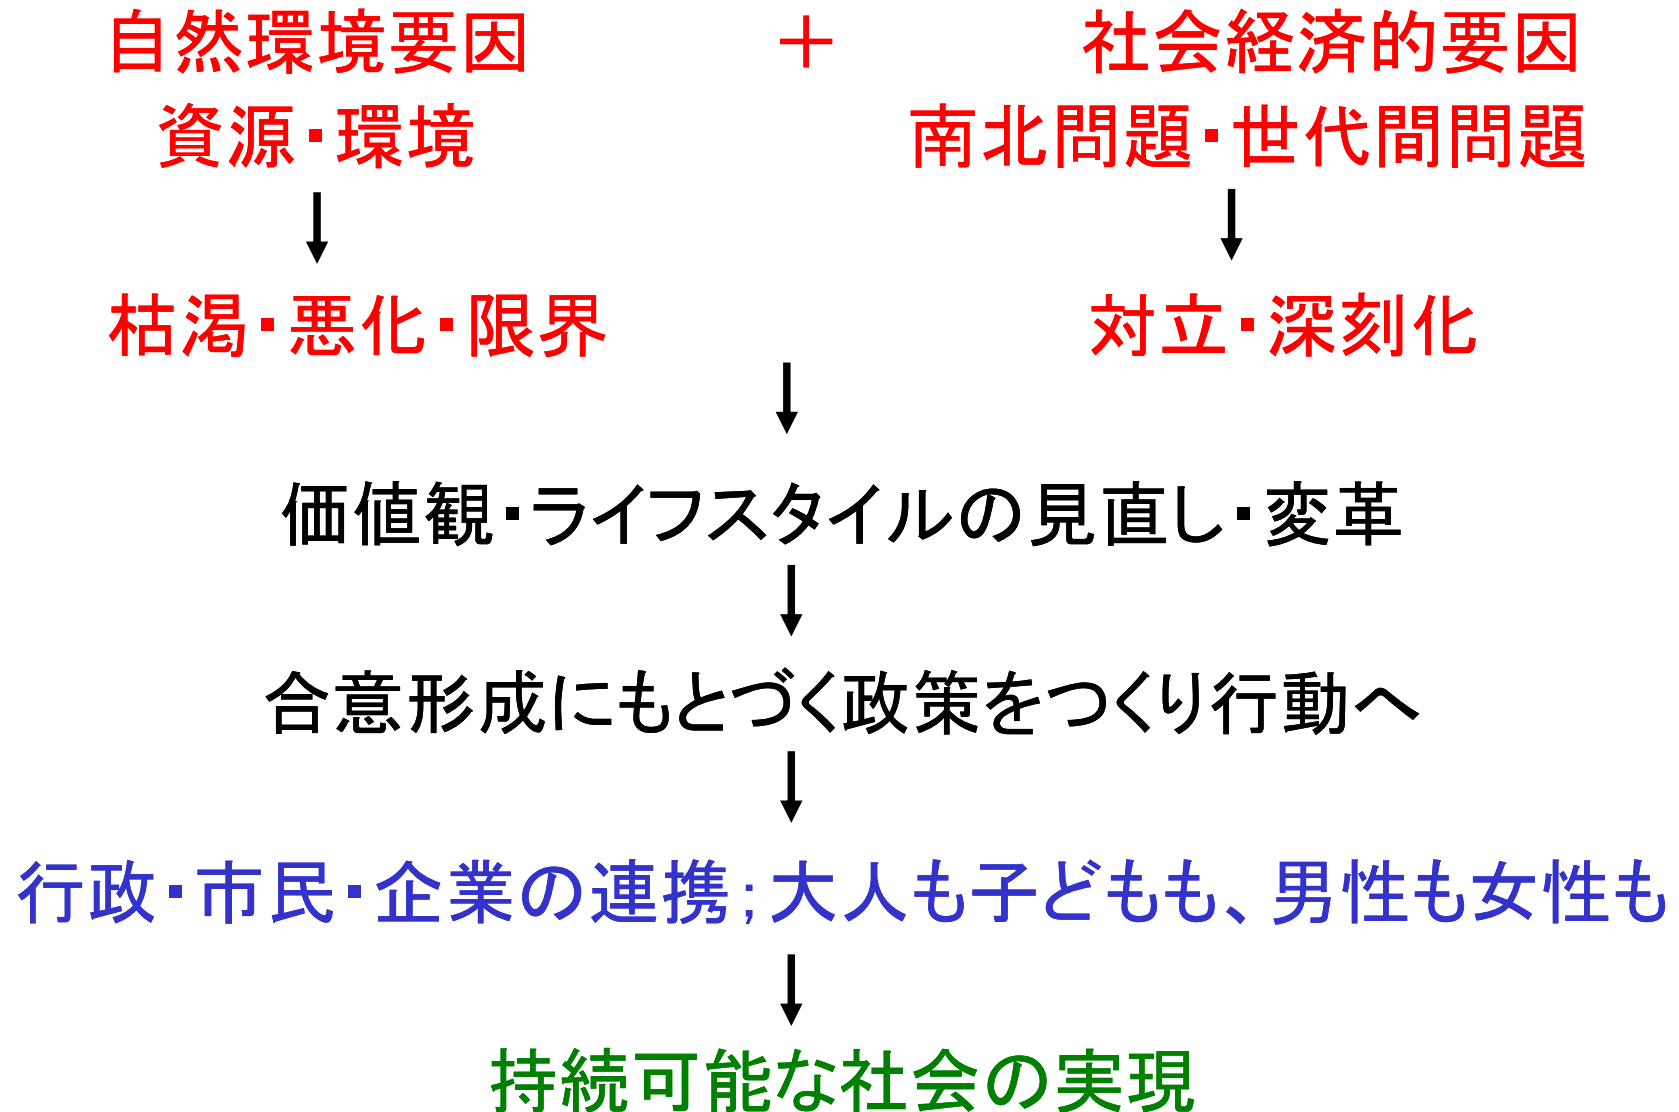 自然環境要因 + 社会経済的要因
資源・環境 南北問題・世代間問題
枯渇・悪化・限界 対立・深刻化
価値観・ライフスタイルの見直し・変革
合意形成にもとづく政策をつくり行動へ
行政・市民・企業の連携;大人も子どもも、男性も女性も
持続可能な社会の実現